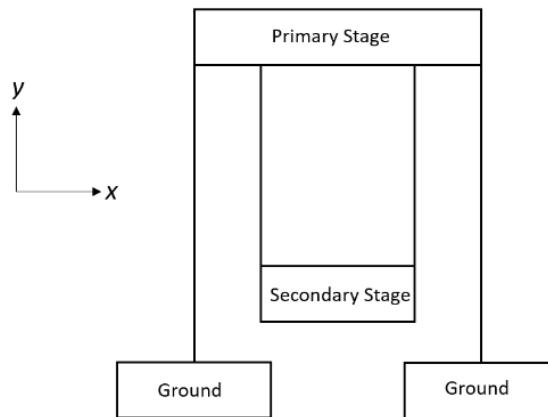 Primary Stage
y
x
Secondary Stage
Ground
Ground